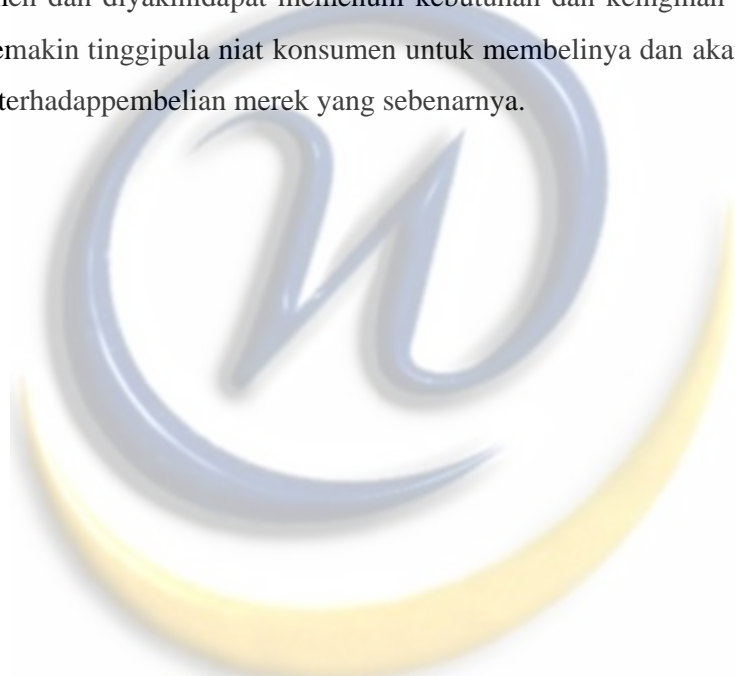 dan diyakinidapat memenuhi kebutuhan dan keinginan
emakin tinggipula niat konsumen untuk membelinya dan aka
terhadappembelian merek yang sebenarnya.